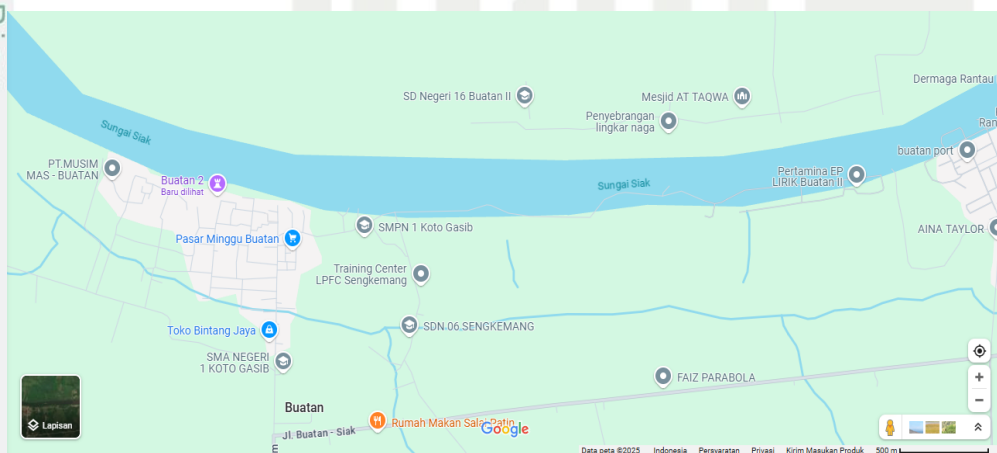 Dermaga Rantau
SD Negeri 16 Buatan II
Mesjid AT TAQWA
Penyebrangan
lingkar naga
Ran
Sungai Siak
buatan port
PT.MUSIM
MAS - BUATAN
Pertamina EP
LIRIK Buatan II
Buatan 2
Baru dilihat
Sungai Siak
SMPN 1 Koto Gasib
AINA TAYLOR
Pasar Minggu Buatan
Training Center
LPFC Sengkemang
Toko Bintang Jaya
SDN 06 SENGKEMANG
SMA NEGERI
1 KOTO GASIB
FAIZ PARABOLA
Buatan
Lapisan
Rumah Makan Salai Patin
Google
Jl. Buatan - Siak
Data peta ©2025 Indonesia Persyaratan Privasi Kirim Masukan Produk 500 m